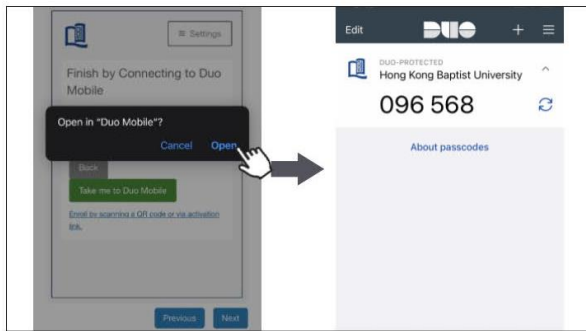 Settings
Finish by Connecting to Duo
Mobile
Open in "Duo Mobile"?
Cancel Open
Back
Take me to Duo Mobile
Enroll by scanning a QR code or via activation
link.
Previous Next
Edit DUO
DUO-PROTECTED
Hong Kong Baptist University
096 568
About passcodes